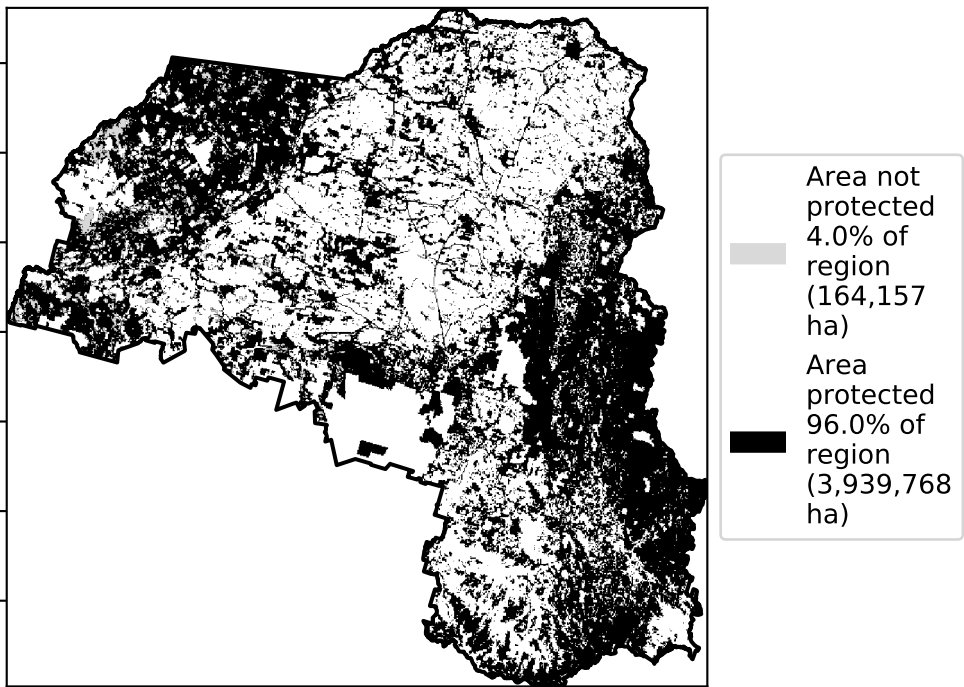 Area not
protected
4.0% of
region
(164,157
ha)
Area
protected
96.0% of
region
(3,939,768
ha)